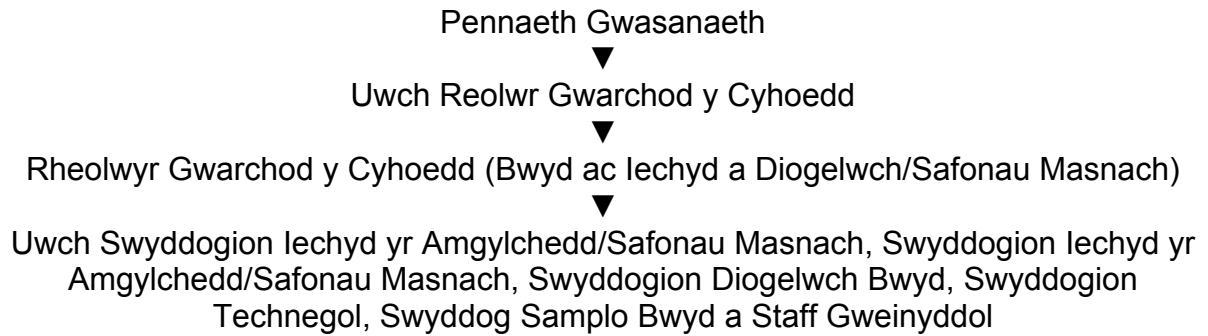 Pennaeth Gwasanaeth
▼
Uwch Reolwr Gwarchod y Cyhoedd
▼
Rheolwyr Gwarchod y Cyhoedd (Bwyd ac Iechyd a Diogelwch/Safonau Masnach)
▼
Uwch Swyddogion Iechyd yr Amgylchedd/Safonau Masnach, Swyddogion Iechyd yr
Amgylchedd/Safonau Masnach, Swyddogion Diogelwch Bwyd, Swyddogion
Technegol, Swyddog Samplo Bwyd a Staff Gweinyddol